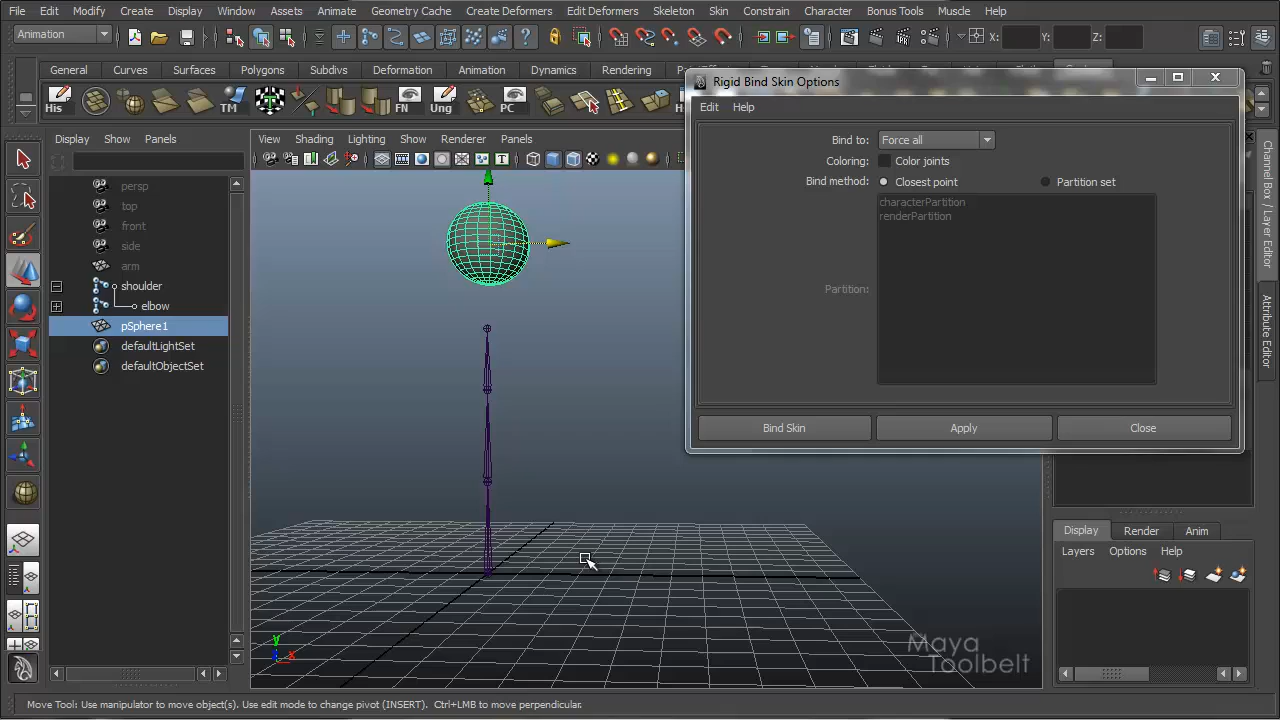 File Edit Modify Create Display Window Assets Animate Geometry Cache Create Deformers Edit Deformers Skeleton Skin Constrain Character Bonus Tools Muscle Help
Animation
X: Y: Z:
General Curves Surfaces Polygons Subdivs Deformation Animation Dynamics Rendering
His TM FN Ung PC
Rigid Bind Skin Options
Edit Help
Bind to: Force all
Coloring: Color joints
Bind method: Closest point Partition set
characterPartition
renderPartition
Partition:
Bind Skin Apply Close
Display Show Panels
View Shading Lighting Show Renderer Panels
persp
top
front
side
arm
shoulder
elbow
pSphere1
defaultLightSet
defaultObjectSet
Channel Box / Layer Editor
Attribute Editor
Display Render Anim
Layers Options Help
y
x
Maya
Toolbelt
Move Tool: Use manipulator to move object(s). Use edit mode to change pivot (INSERT). Ctrl+LMB to move perpendicular.